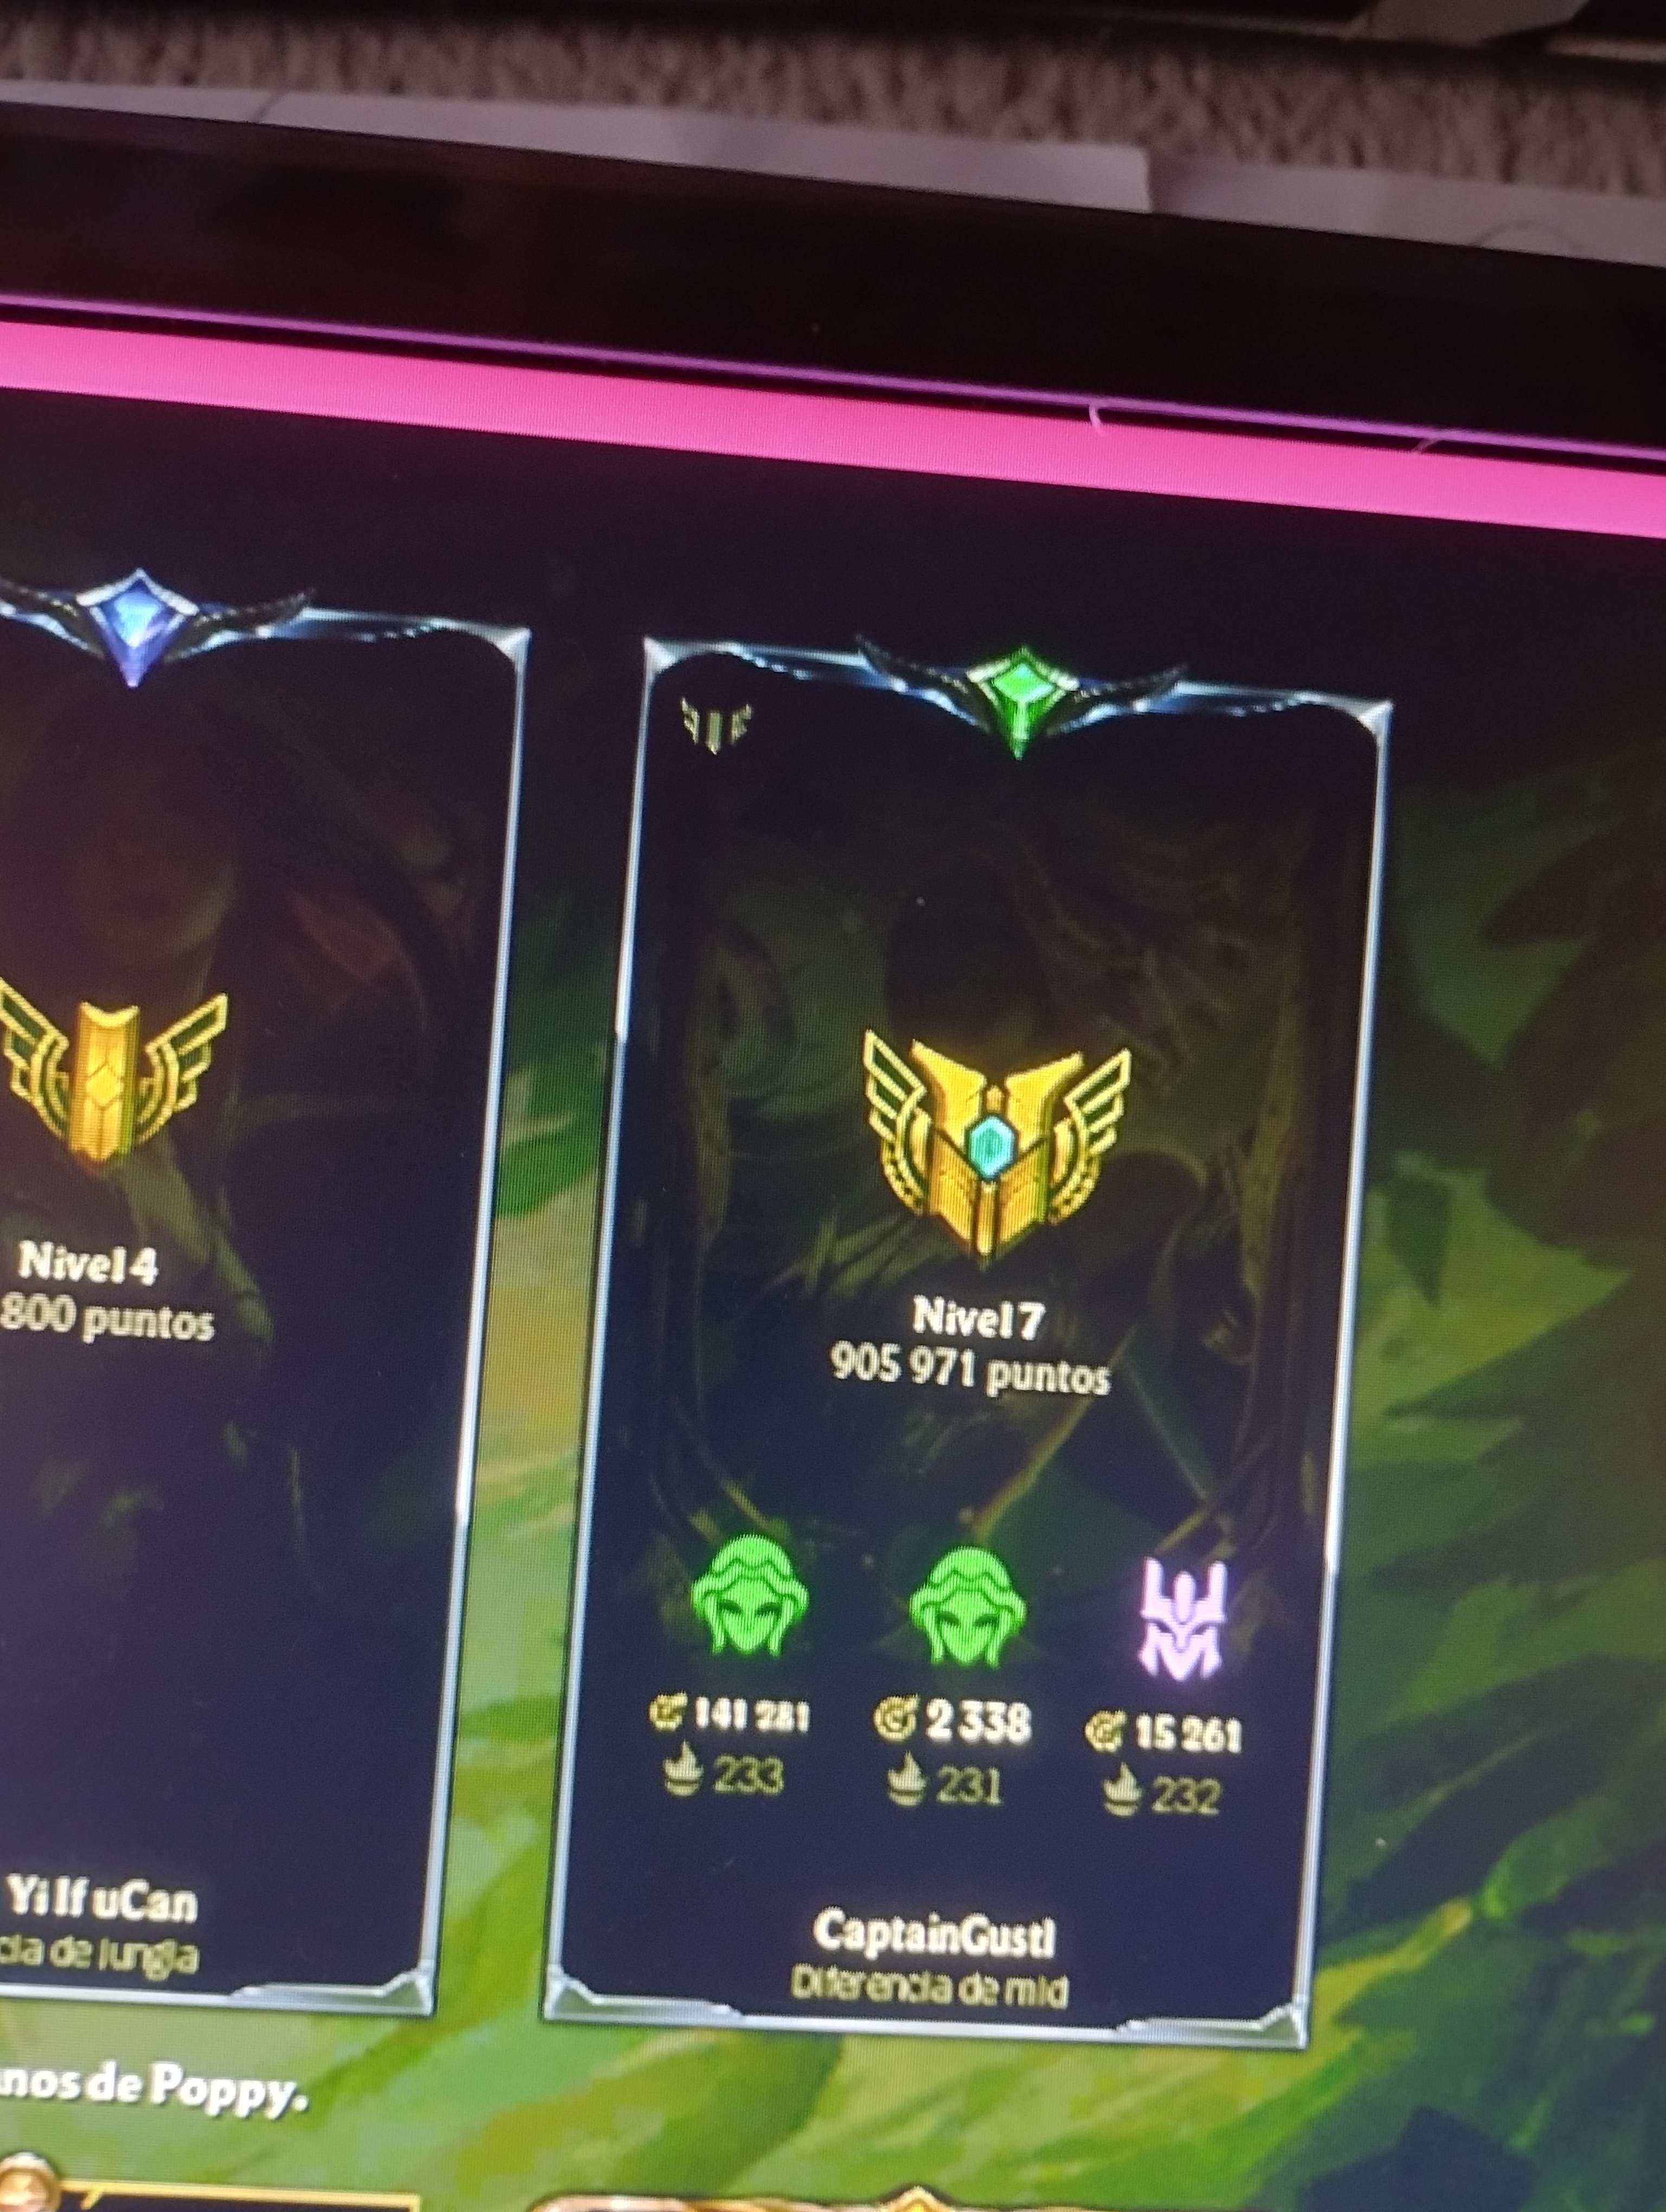 Nivel 4
800 puntos
Yi If uCan
cia de jungla
Nivel 7
905 971 puntos
141 281
2 338
15 261
233
231
232
CaptainGustl
Diferencia de mid
nos de Poppy.